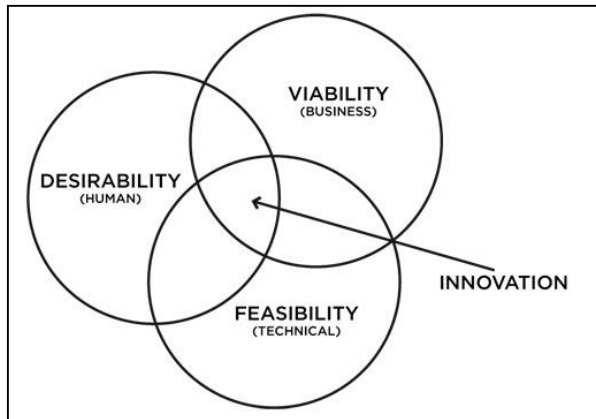 VIABILITY
(BUSINESS)
DESIRABILITY
(HUMAN)
INNOVATION
FEASIBILITY
(TECHNICAL)